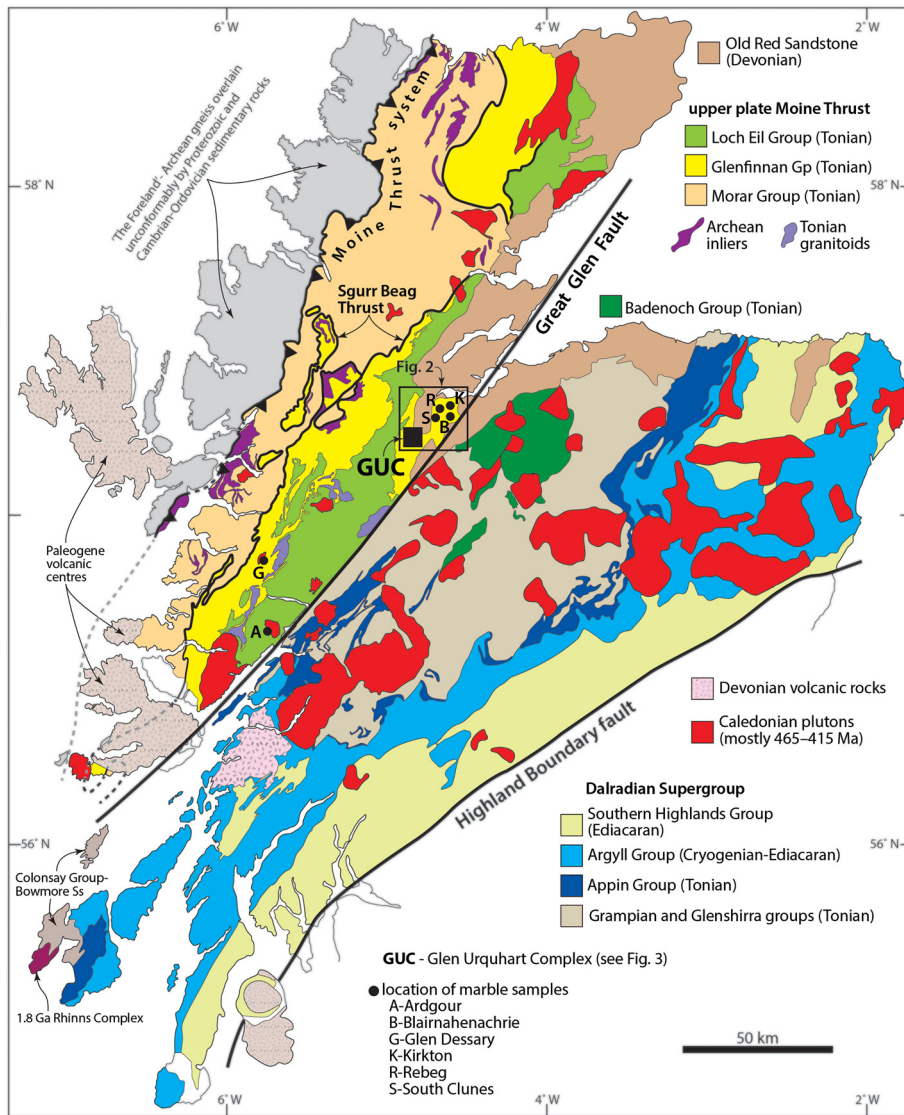 6˚W
4˚W
2˚W
58˚N
58˚N
56˚N
56˚N
6˚W
4˚W
2˚W
'The Foreland'- Archean gneiss overlain
unconformably by Proterozoic and
Cambrian-Ordovician sedimentary rocks
Moine Thrust system
Sgurr Beag
Thrust
Great Glen Fault
Fig. 2
R
K
S
B
GUC
G
A
Paleogene
volcanic
centres
Highland Boundary fault
Colonsay Group-
Bowmore Ss
1.8 Ga Rhinns Complex
Old Red Sandstone
(Devonian)
upper plate Moine Thrust
Loch Eil Group (Tonian)
Glenfinnan Gp (Tonian)
Morar Group (Tonian)
Archean
inliers
Tonian
granitoids
Badenoch Group (Tonian)
Devonian volcanic rocks
Caledonian plutons
(mostly 465–415 Ma)
Dalradian Supergroup
Southern Highlands Group
(Ediacaran)
Argyll Group (Cryogenian-Ediacaran)
Appin Group (Tonian)
Grampian and Glenshirra groups (Tonian)
GUC - Glen Urquhart Complex (see Fig. 3)
location of marble samples
A-Ardgour
B-Blairnahenachrie
G-Glen Dessary
K-Kirkton
R-Rebeg
S-South Clunes
50 km